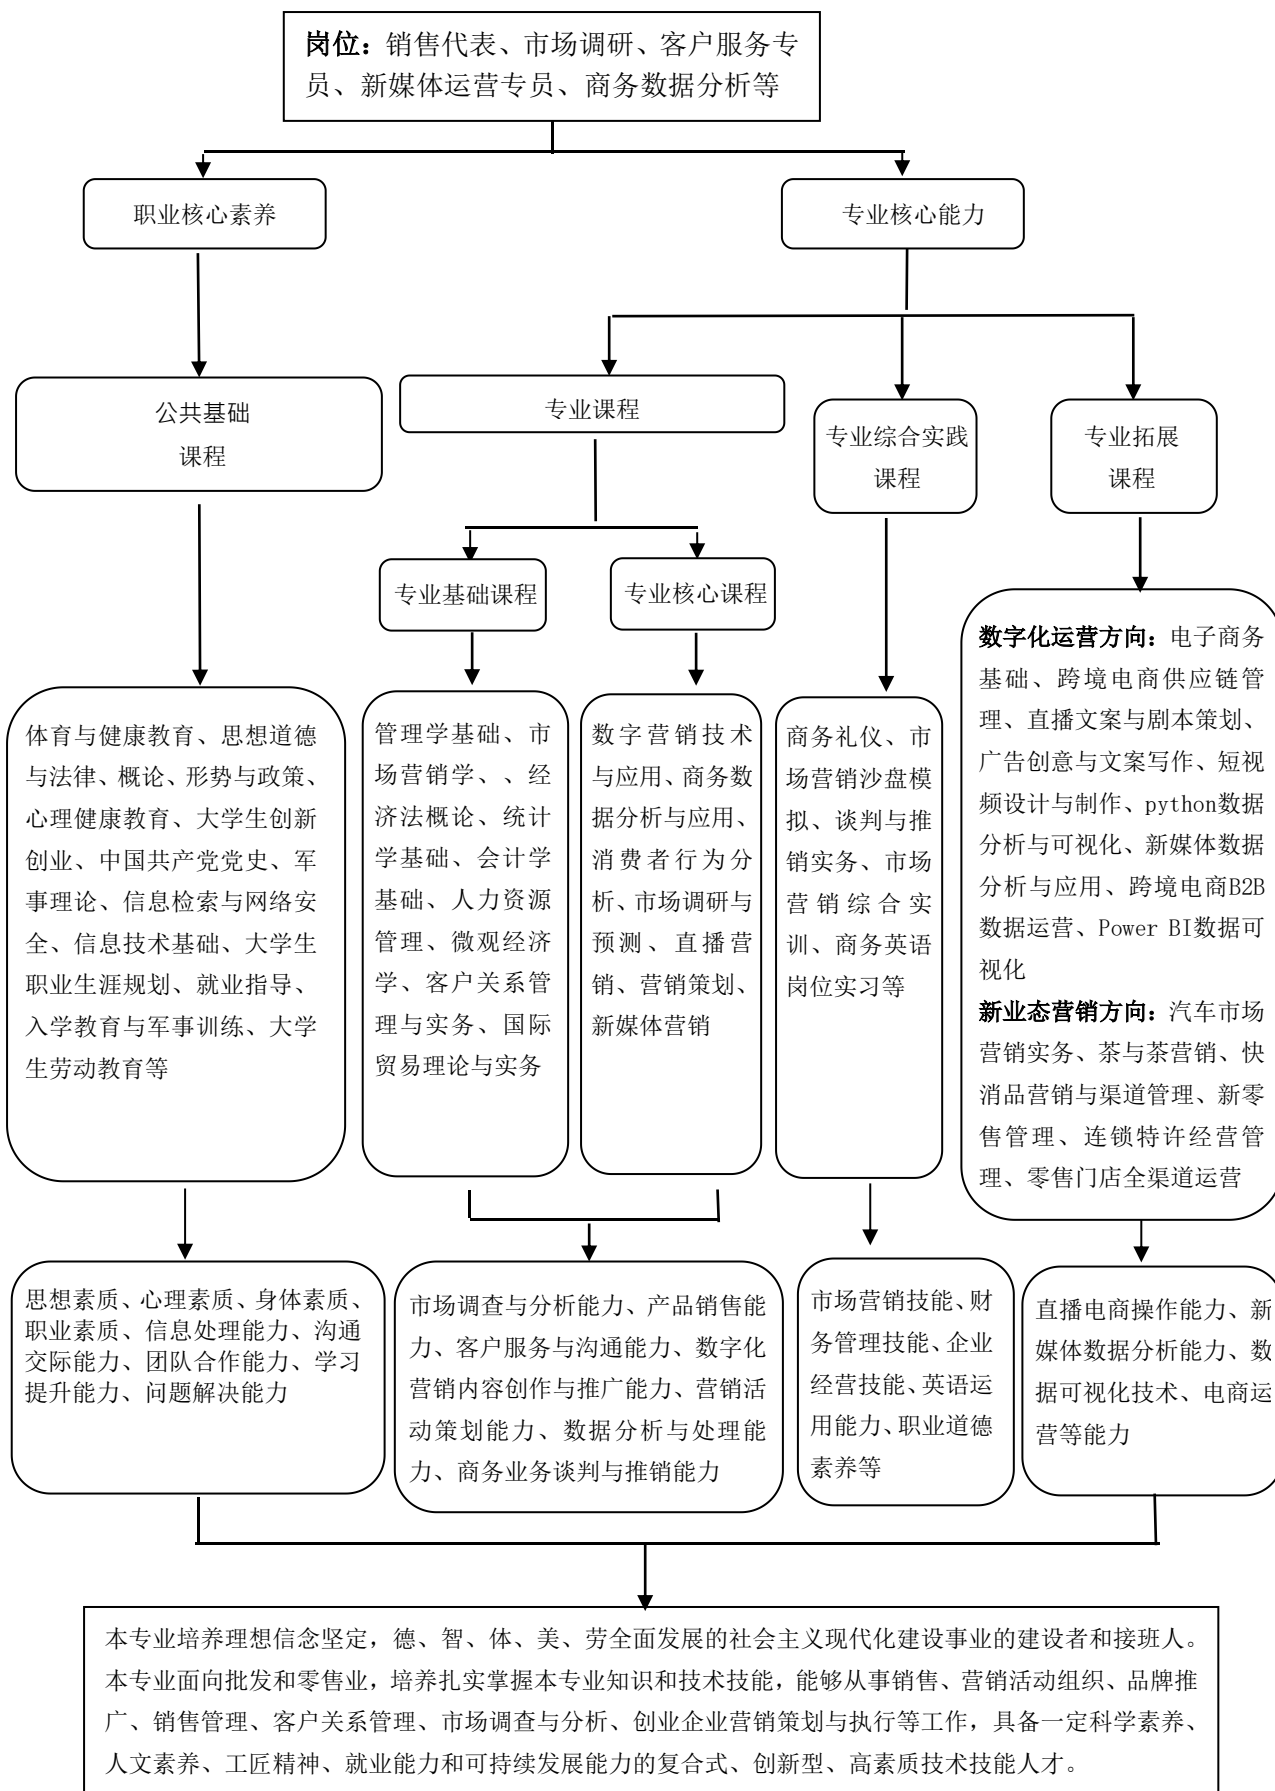 岗位：销售代表、市场调研、客户服务专
员、新媒体运营专员、商务数据分析等
职业核心素养
专业核心能力
公共基础
课程
专业课程
专业综合实践
课程
专业拓展
课程
专业基础课程
专业核心课程
体育与健康教育、思想道德
与法律、概论、形势与政策、
心理健康教育、大学生创新
创业、中国共产党党史、军
事理论、信息检索与网络安
全、信息技术基础、大学生
职业生涯规划、就业指导、
入学教育与军事训练、大学
生劳动教育等
管理学基础、市
场营销学、、经
济法概论、统计
学基础、会计学
基础、人力资源
管理、微观经济
学、客户关系管
理与实务、国际
贸易理论与实务
数字营销技术
与应用、商务数
据分析与应用、
消费者行为分
析、市场调研与
预测、直播营
销、营销策划、
新媒体营销
商务礼仪、市
场营销沙盘模
拟、谈判与推
销实务、市场
营销综合实
训、商务英语
岗位实习等
数字化运营方向：电子商务
基础、跨境电商供应链管
理、直播文案与剧本策划、
广告创意与文案写作、短视
频设计与制作、python数据
分析与可视化、新媒体数据
分析与应用、跨境电商B2B
数据运营、Power BI数据可
视化
新业态营销方向：汽车市场
营销实务、茶与茶营销、快
消品营销与渠道管理、新零
售管理、连锁特许经营管
理、零售门店全渠道运营
思想素质、心理素质、身体素质、
职业素质、信息处理能力、沟通
交际能力、团队合作能力、学习
提升能力、问题解决能力
市场调查与分析能力、产品销售能
力、客户服务与沟通能力、数字化
营销内容创作与推广能力、营销活
动策划能力、数据分析与处理能
力、商务业务谈判与推销能力
市场营销技能、财
务管理技能、企业
经营技能、英语运
用能力、职业道德
素养等
直播电商操作能力、新
媒体数据分析能力、数
据可视化技术、电商运
营等能力
本专业培养理想信念坚定，德、智、体、美、劳全面发展的社会主义现代化建设事业的建设者和接班人。
本专业面向批发和零售业，培养扎实掌握本专业知识和技术技能，能够从事销售、营销活动组织、品牌推
广、销售管理、客户关系管理、市场调查与分析、创业企业营销策划与执行等工作，具备一定科学素养、
人文素养、工匠精神、就业能力和可持续发展能力的复合式、创新型、高素质技术技能人才。